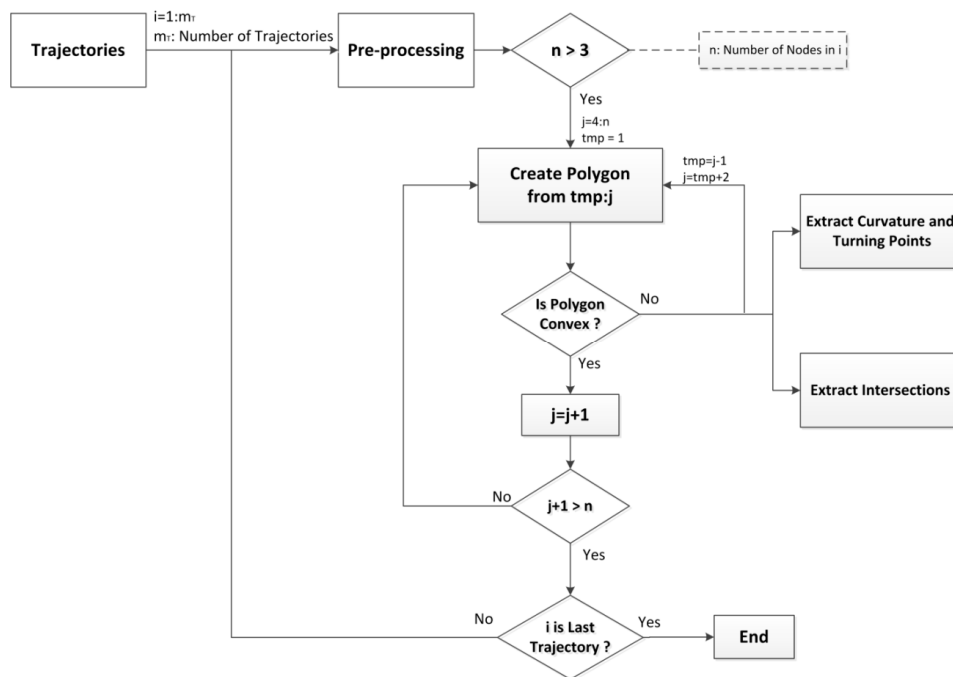 i=1:mT
mT: Number of Trajectories
Trajectories
Pre-processing
n > 3
n: Number of Nodes in i
Yes
j=4:n
tmp = 1
Create Polygon
from tmp:j
tmp=j-1
j=tmp+2
Extract Curvature and
Turning Points
Is Polygon
Convex ?
No
Yes
Extract Intersections
j=j+1
No
j+1 > n
Yes
No
i is Last
Trajectory ?
Yes
End